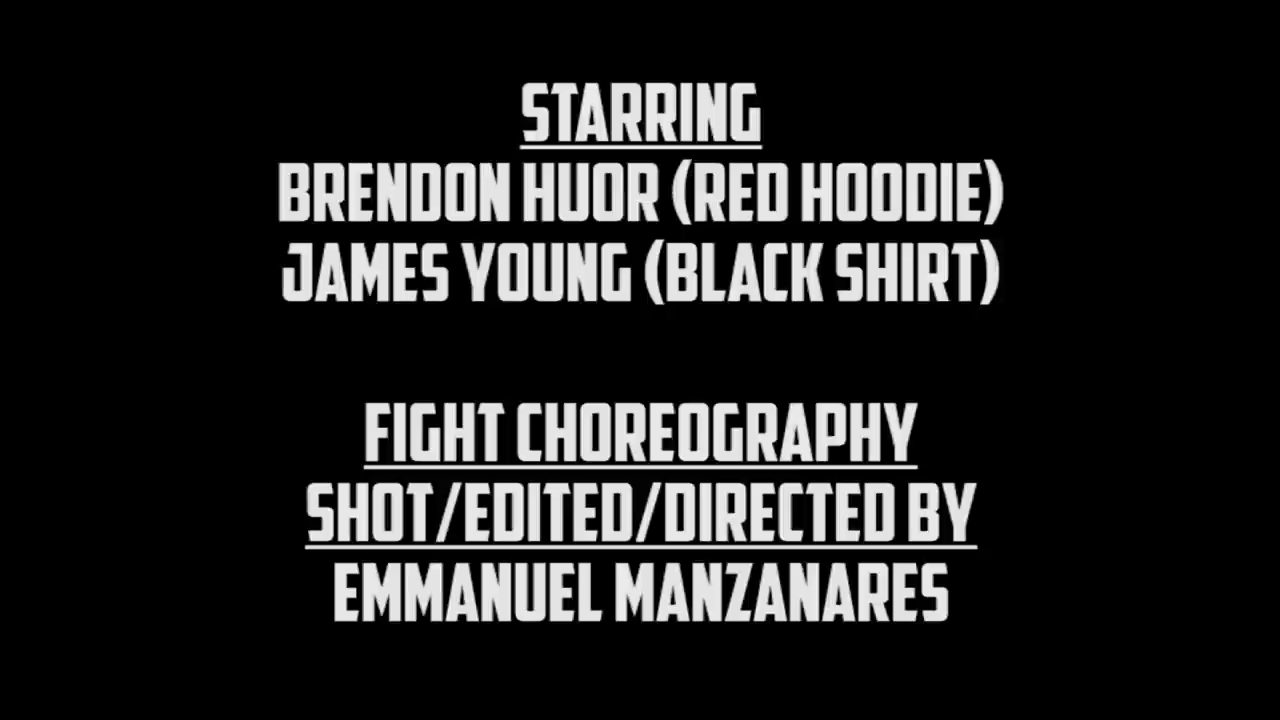 STARRING
BRENDON HUOR (RED HOODIE)
JAMES YOUNG (BLACK SHIRT)
FIGHT CHOREOGRAPHY
SHOT/EDITED/DIRECTED BY
EMMANUEL MANZANARES